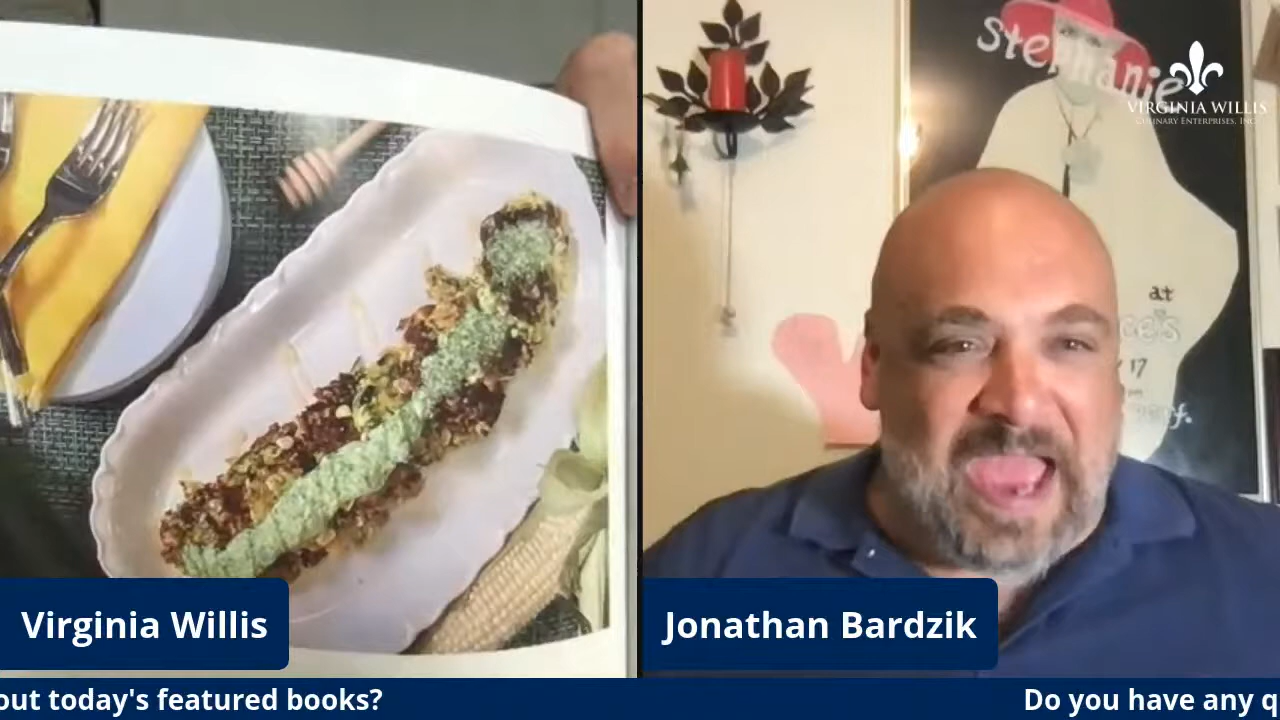 Stephanie
VIRGINIA WILLIS
CULINARY ENTERPRISES, INC
at
17
Virginia Willis
Jonathan Bardzik
out today's featured books?
Do you have any q